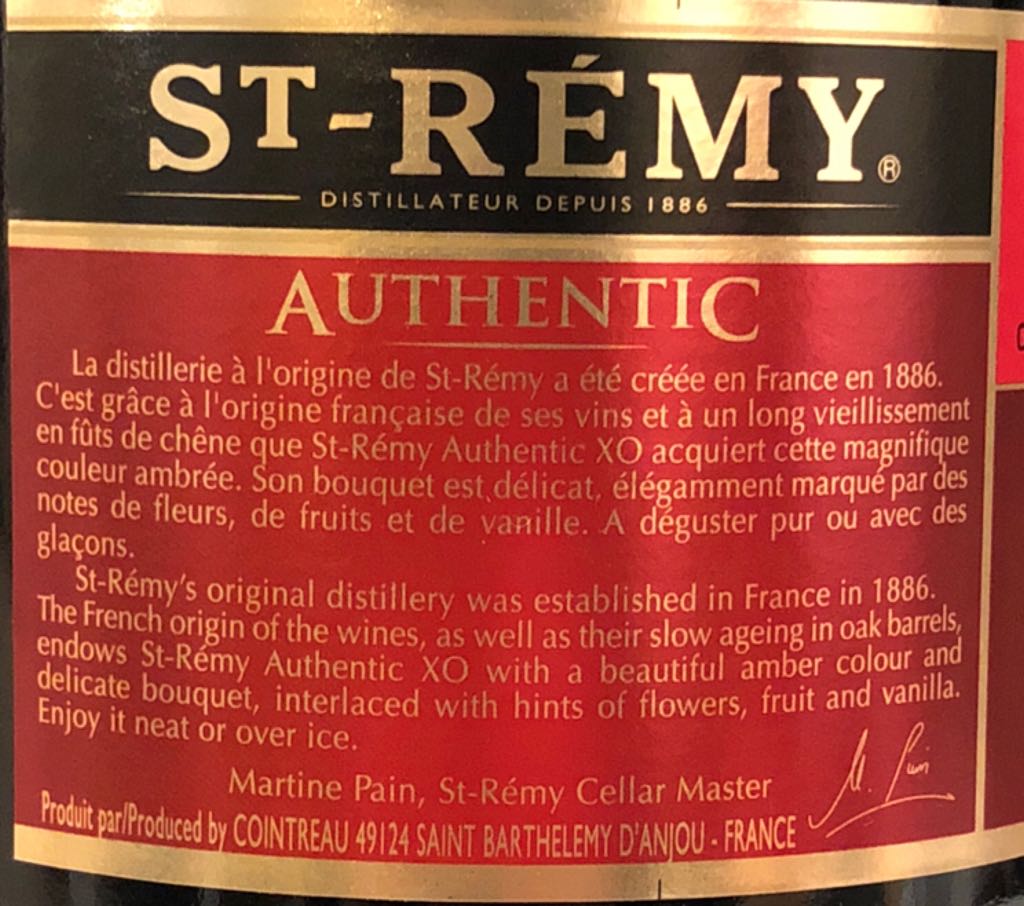 ST-RÉMY®
DISTILLATEUR DEPUIS 1886
AUTHENTIC
La distillerie à l'origine de St-Rémy a été créée en France en 1886.
C'est grâce à l'origine française de ses vins et à un long vieillissement
en fûts de chêne que St-Rémy Authentic XO acquiert cette magnifique
couleur ambrée. Son bouquet est délicat, élégamment marqué par des
notes de fleurs, de fruits et de vanille. A déguster pur ou avec des
glaçons.
St-Rémy's original distillery was established in France in 1886.
The French origin of the wines, as well as their slow ageing in oak barrels,
endows St-Rémy Authentic XO with a beautiful amber colour and
delicate bouquet, interlaced with hints of flowers, fruit and vanilla.
Enjoy it neat or over ice.
M. Pain
Martine Pain, St-Rémy Cellar Master
Produit par/Produced by COINTREAU 49124 SAINT BARTHELEMY D'ANJOU - FRANCE